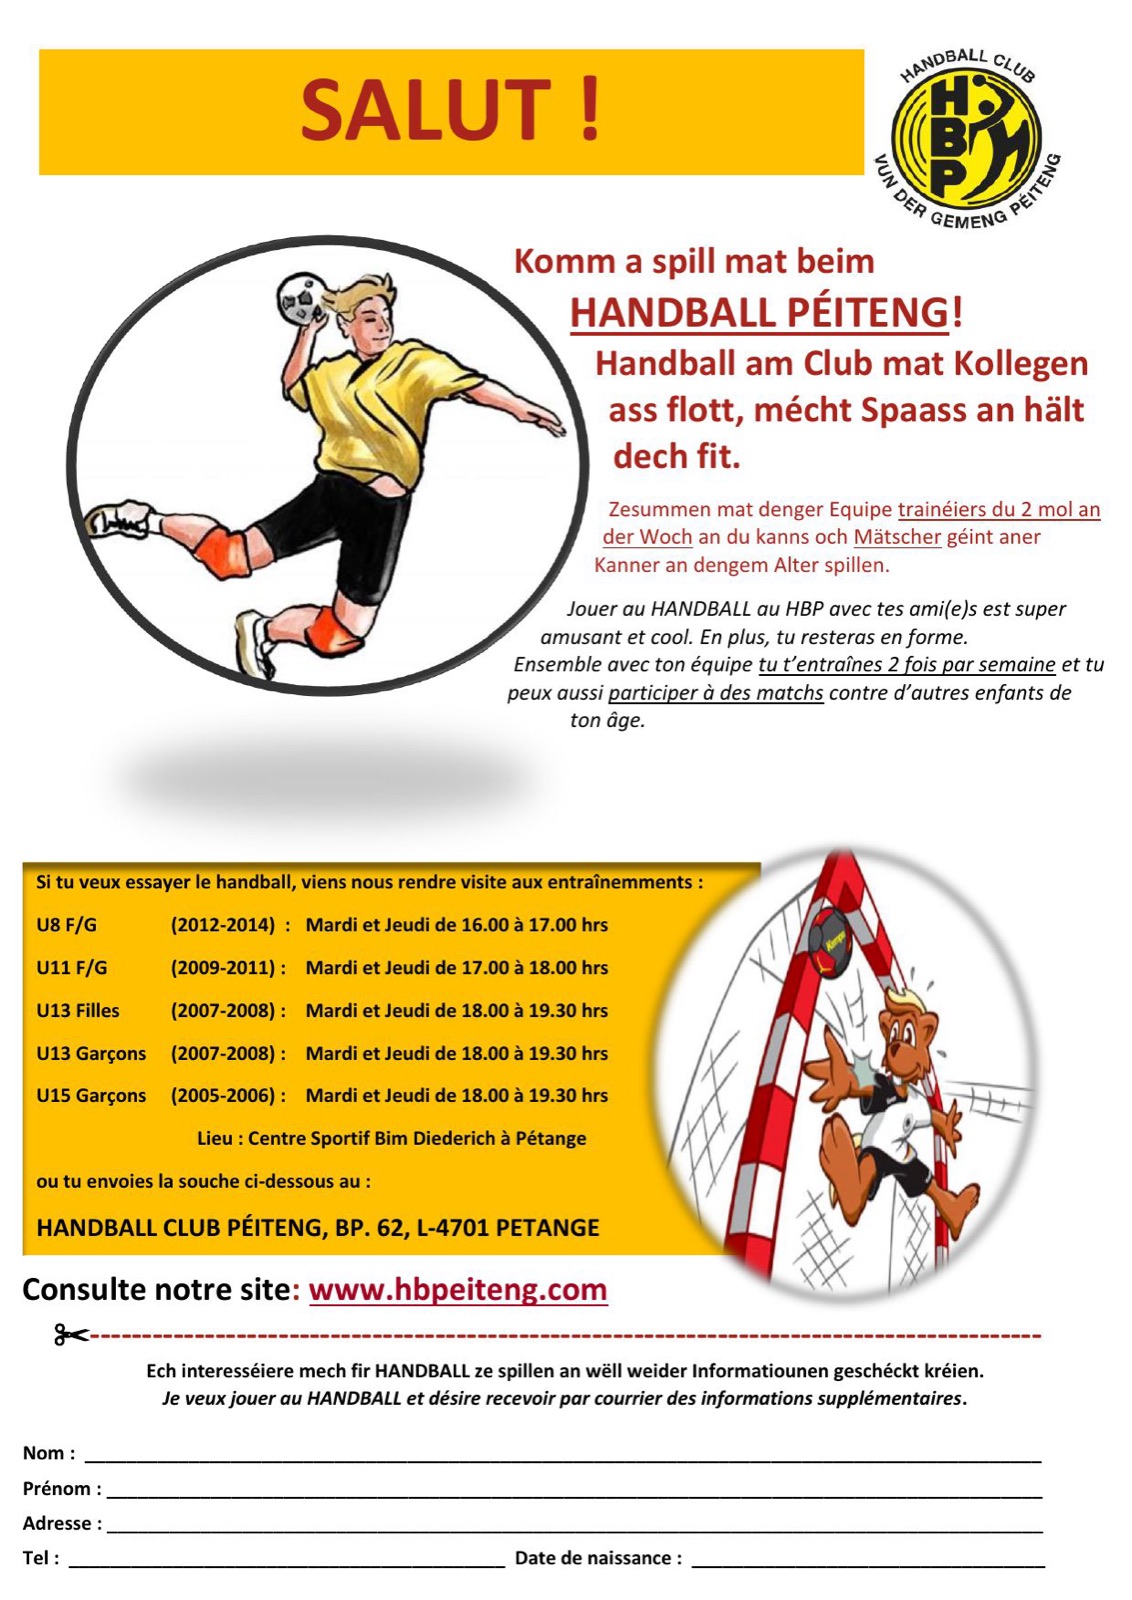 SALUT !
HANDBALL CLUB
HBP
VUN DER GEMENG PÉITENG
Komm a spill mat beim
HANDBALL PÉITENG!
Handball am Club mat Kollegen
ass flott, mécht Spaass an hält
dech fit.
Zesummen mat denger Equipe trainéiers du 2 mol an
der Woch an du kanns och Mätscher géint aner
Kanner an dengem Alter spillen.
Jouer au HANDBALL au HBP avec tes ami(e)s est super
amusant et cool. En plus, tu resteras en forme.
Ensemble avec ton équipe tu t’entraînes 2 fois par semaine et tu
peux aussi participer à des matchs contre d’autres enfants de
ton âge.
Si tu veux essayer le handball, viens nous rendre visite aux entraînemments :
U8 F/G (2012-2014) : Mardi et Jeudi de 16.00 à 17.00 hrs
U11 F/G (2009-2011) : Mardi et Jeudi de 17.00 à 18.00 hrs
U13 Filles (2007-2008) : Mardi et Jeudi de 18.00 à 19.30 hrs
U13 Garçons (2007-2008) : Mardi et Jeudi de 18.00 à 19.30 hrs
U15 Garçons (2005-2006) : Mardi et Jeudi de 18.00 à 19.30 hrs
Lieu : Centre Sportif Bim Diederich à Pétange
ou tu envoies la souche ci-dessous au :
HANDBALL CLUB PÉITENG, BP. 62, L-4701 PETANGE
Kempa
Consulte notre site: www.hbpeiteng.com
Ech interesséiere mech fir HANDBALL ze spillen an wëll weider Informatiounen geschéckt kréien.
Je veux jouer au HANDBALL et désire recevoir par courrier des informations supplémentaires.
Nom :
Prénom :
Adresse :
Tel : Date de naissance :